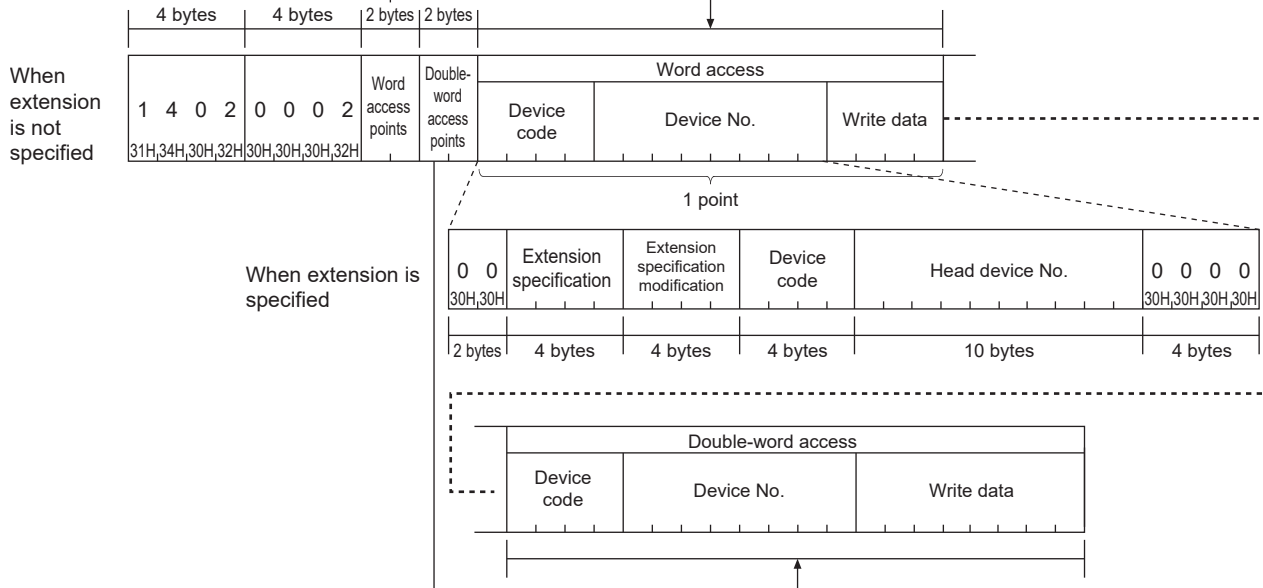 4 bytes 4 bytes 2 bytes 2 bytes
When
extension
is not
specified
1 4 0 2 0 0 0 2
31H,34H,30H,32H 30H,30H,30H,32H
Word
access
points
Double-
word
access
points
Word access
Device
code
Device No.
Write data
1 point
When extension is
specified
0 0
30H,30H
Extension
specification
Extension
specification
modification
Device
code
Head device No.
0 0 0 0
30H,30H,30H,30H
2 bytes 4 bytes 4 bytes 4 bytes 10 bytes 4 bytes
Double-word access
Device
code
Device No.
Write data